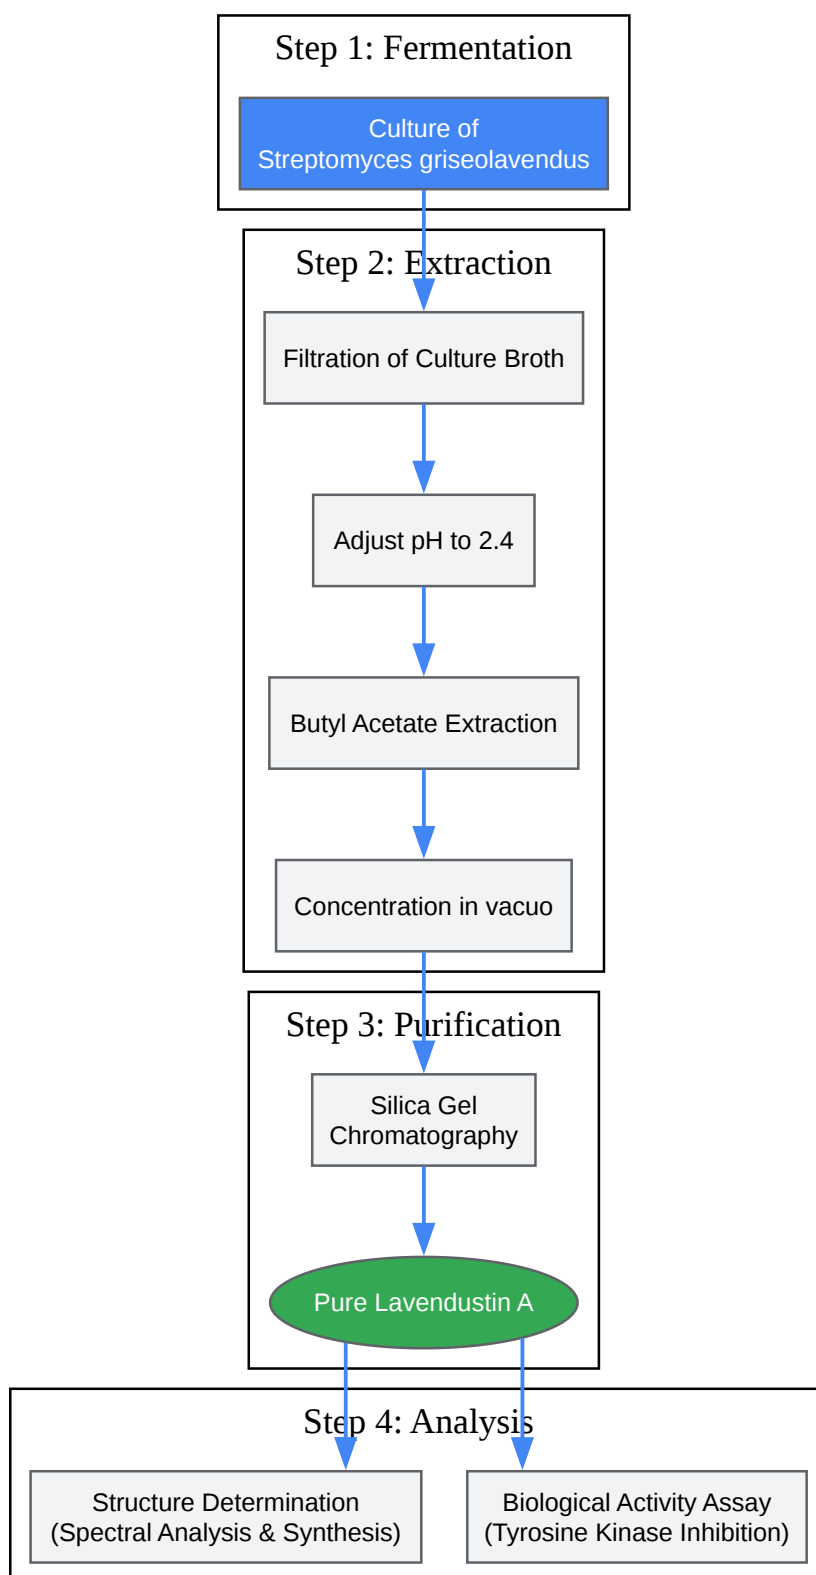 Step 1: Fermentation
Culture of
Streptomyces griseolavendus
Step 2: Extraction
Filtration of Culture Broth
Adjust pH to 2.4
Butyl Acetate Extraction
Concentration in vacuo
Step 3: Purification
Silica Gel
Chromatography
Pure Lavendustin A
Step 4: Analysis
Structure Determination
(Spectral Analysis & Synthesis)
Biological Activity Assay
(Tyrosine Kinase Inhibition)